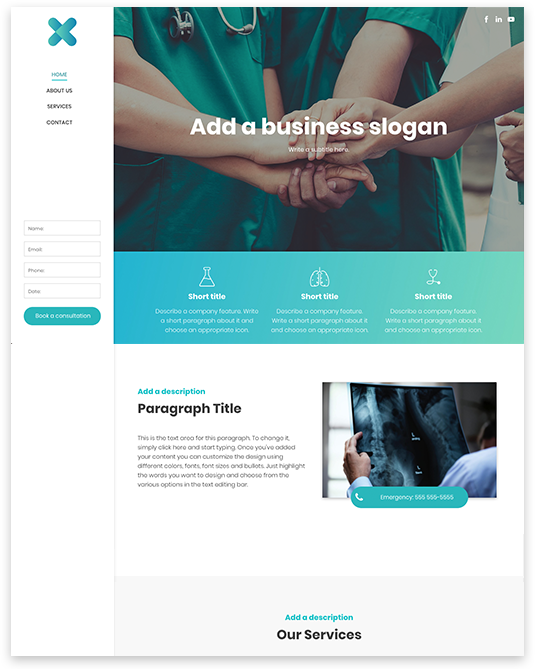 HOME
ABOUT US
SERVICES
CONTACT
Name:
Email:
Phone:
Date:
Book a consultation
Add a business slogan
Write a subtitle here.
Short title
Describe a company feature. Write
a short paragraph about it and
choose an appropriate icon.
Short title
Describe a company feature.
Write a short paragraph about it
and choose an appropriate icon.
Short title
Describe a company feature.
Write a short paragraph about it
and choose an appropriate icon.
Add a description
Paragraph Title
This is the text area for this paragraph. To change it,
simply click here and start typing. Once you've added
your content you can customize the design using
different colors, fonts, font sizes and bullets. Just highlight
the words you want to design and choose from the
various options in the text editing bar.
Emergency: 555 555-5555
Add a description
Our Services